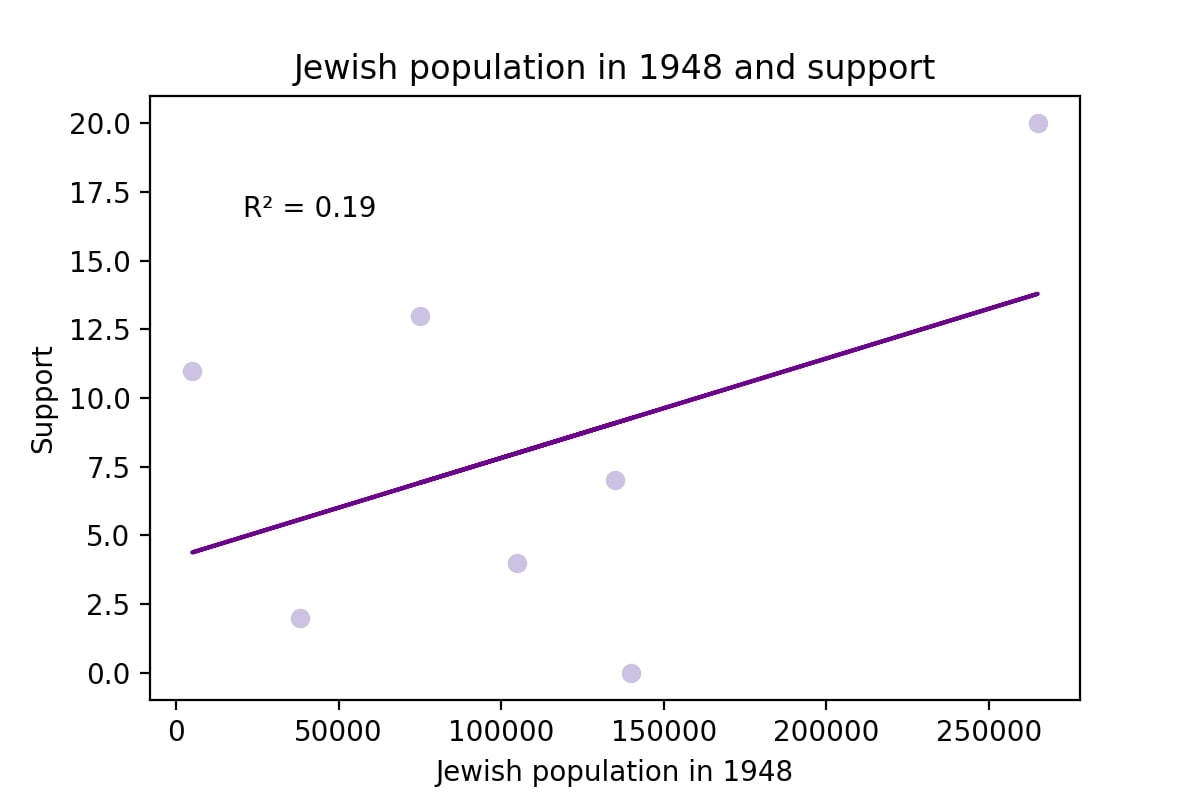 Jewish population in 1948 and support
R² = 0.19
Support
20.0
17.5
15.0
12.5
10.0
7.5
5.0
2.5
0.0
0 50000 100000 150000 200000 250000
Jewish population in 1948